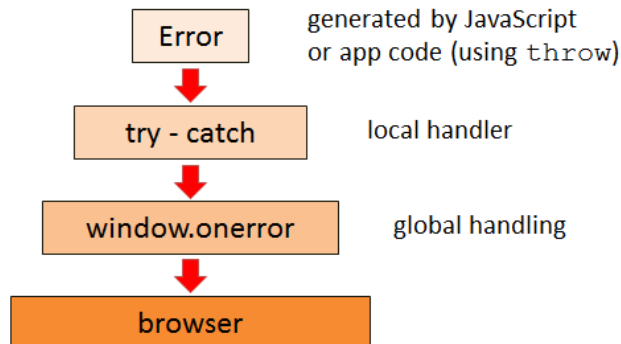 Error
generated by JavaScript
or app code (using throw)
try - catch
local handler
window.onerror
global handling
browser